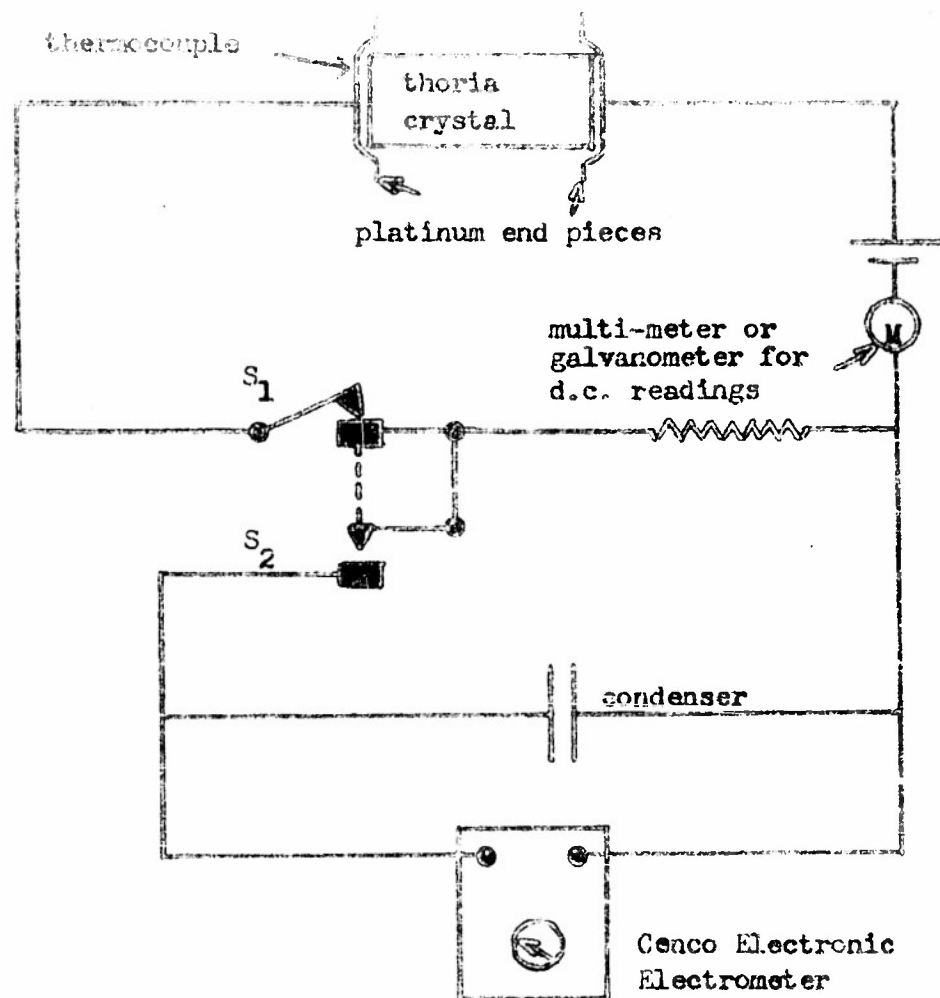 thermocouple
thoria
crystal
platinum end pieces
multi-meter or
galvanometer for
d.c. readings
M
S1
S2
condenser
Cenco Electronic
Electrometer